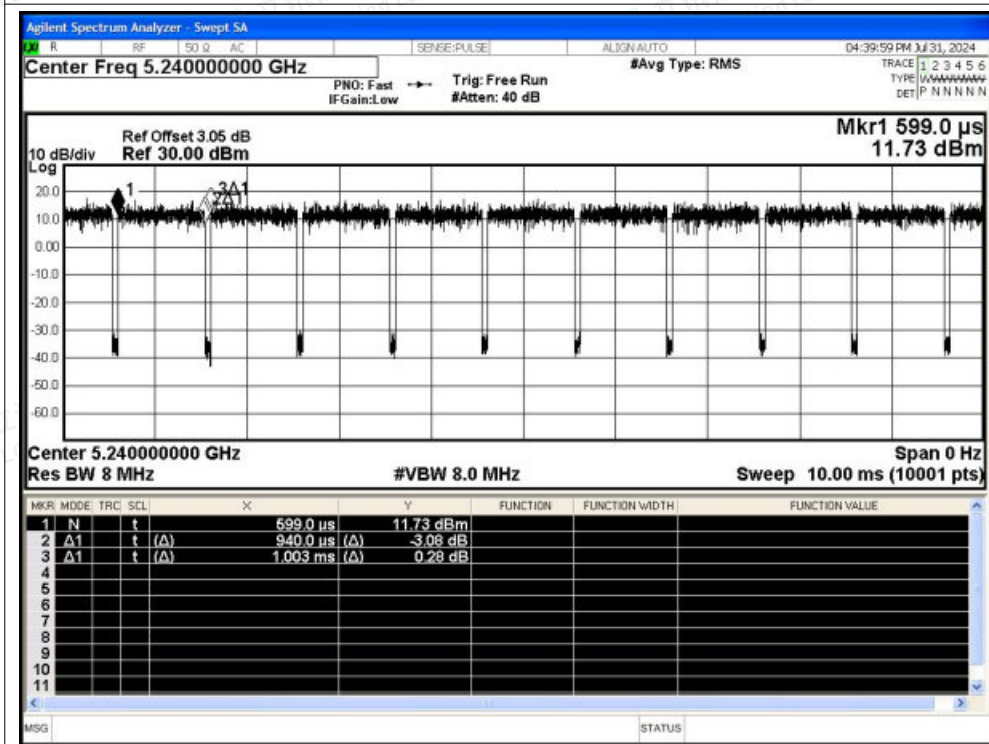 Agilent Spectrum Analyzer - Swept SA
R RF 50 Ω AC SENSE:PULSE ALIGN AUTO 04:39:59 PM Jul 31, 2024
Center Freq 5.240000000 GHz #Avg Type: RMS TRACE 1 2 3 4 5 6
PNO: Fast Trig: Free Run TYPE
IFGain:Low #Atten: 40 dB DET P N N N N N
Mkr1 599.0 µs
Ref Offset 3.05 dB
10 dB/div Ref 30.00 dBm 11.73 dBm
Log
20.0
1 3Δ1
2Δ1
10.0
0.00
-10.0
-20.0
-30.0
-40.0
-50.0
-60.0
Center 5.240000000 GHz Span 0 Hz
Res BW 8 MHz #VBW 8.0 MHz Sweep 10.00 ms (10001 pts)
MKR MODE TRC SCL X Y FUNCTION FUNCTION WIDTH FUNCTION VALUE
1 N t 599.0 µs 11.73 dBm
2 Δ1 t (Δ) 940.0 µs (Δ) -3.08 dB
3 Δ1 t (Δ) 1.003 ms (Δ) 0.28 dB
4
5
6
7
8
9
10
11
MSG STATUS